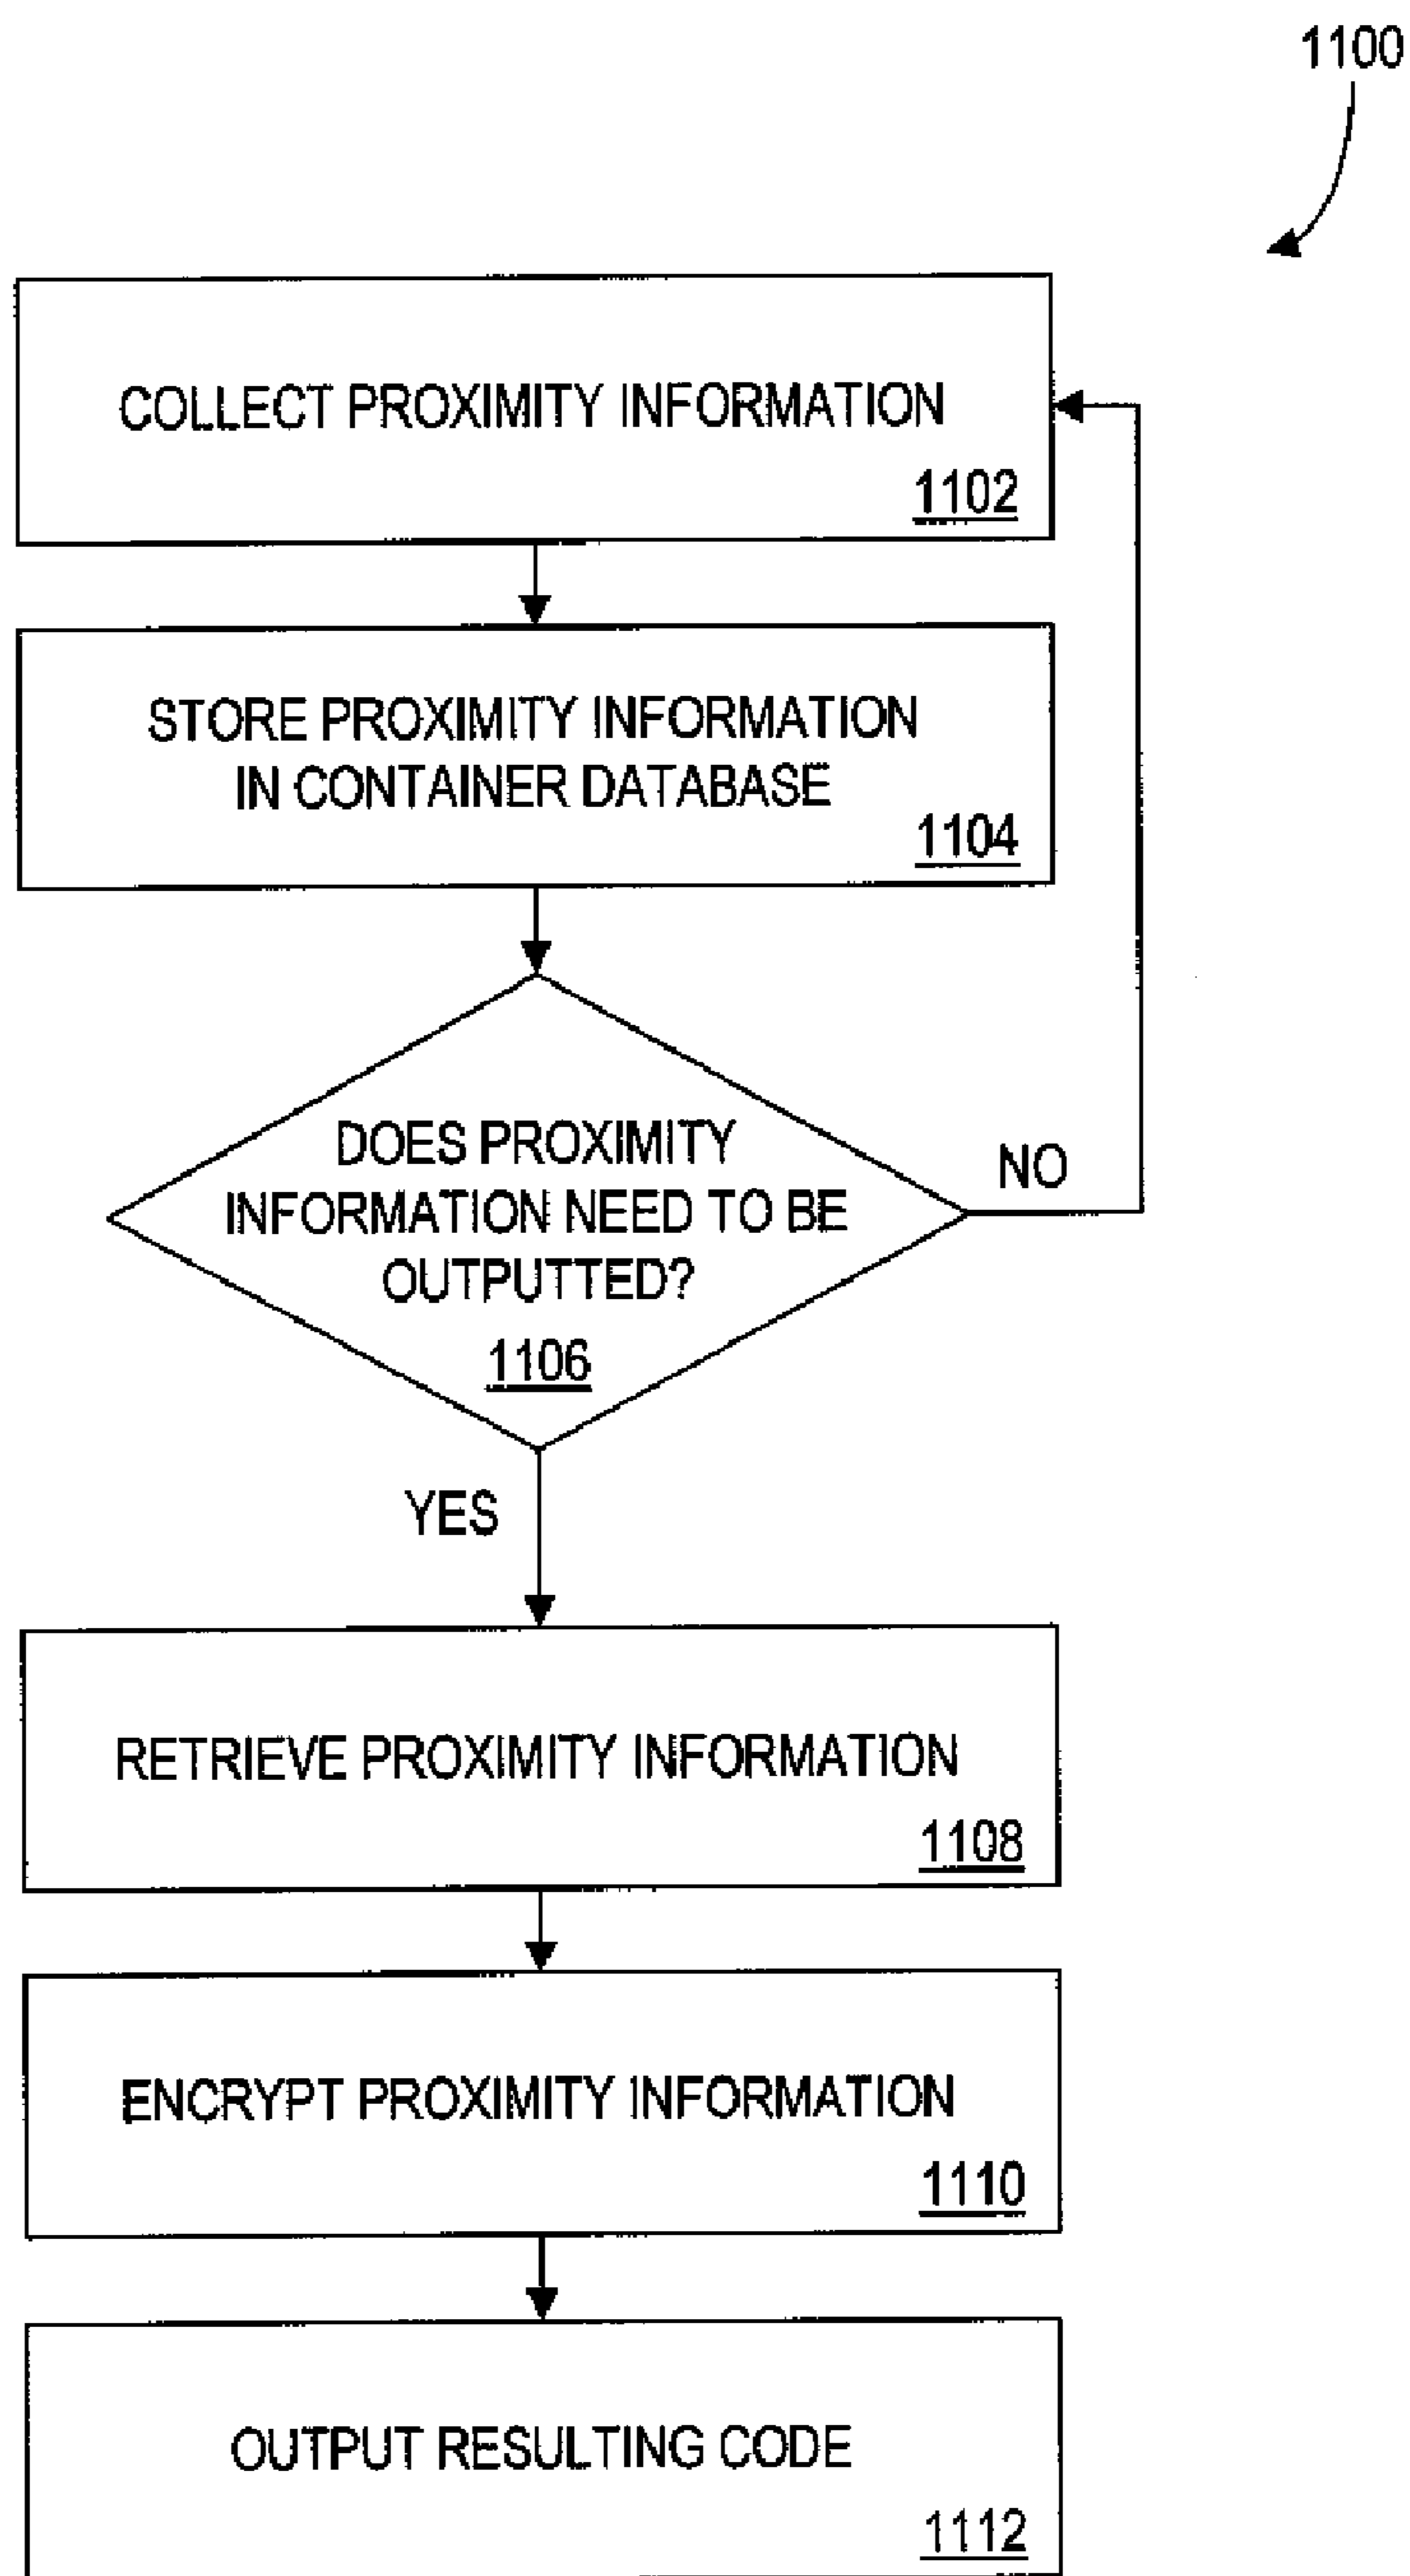 1100
COLLECT PROXIMITY INFORMATION
1102
STORE PROXIMITY INFORMATION
IN CONTAINER DATABASE
1104
DOES PROXIMITY
INFORMATION NEED TO BE
OUTPUTTED?
1106
NO
YES
RETRIEVE PROXIMITY INFORMATION
1108
ENCRYPT PROXIMITY INFORMATION
1110
OUTPUT RESULTING CODE
1112